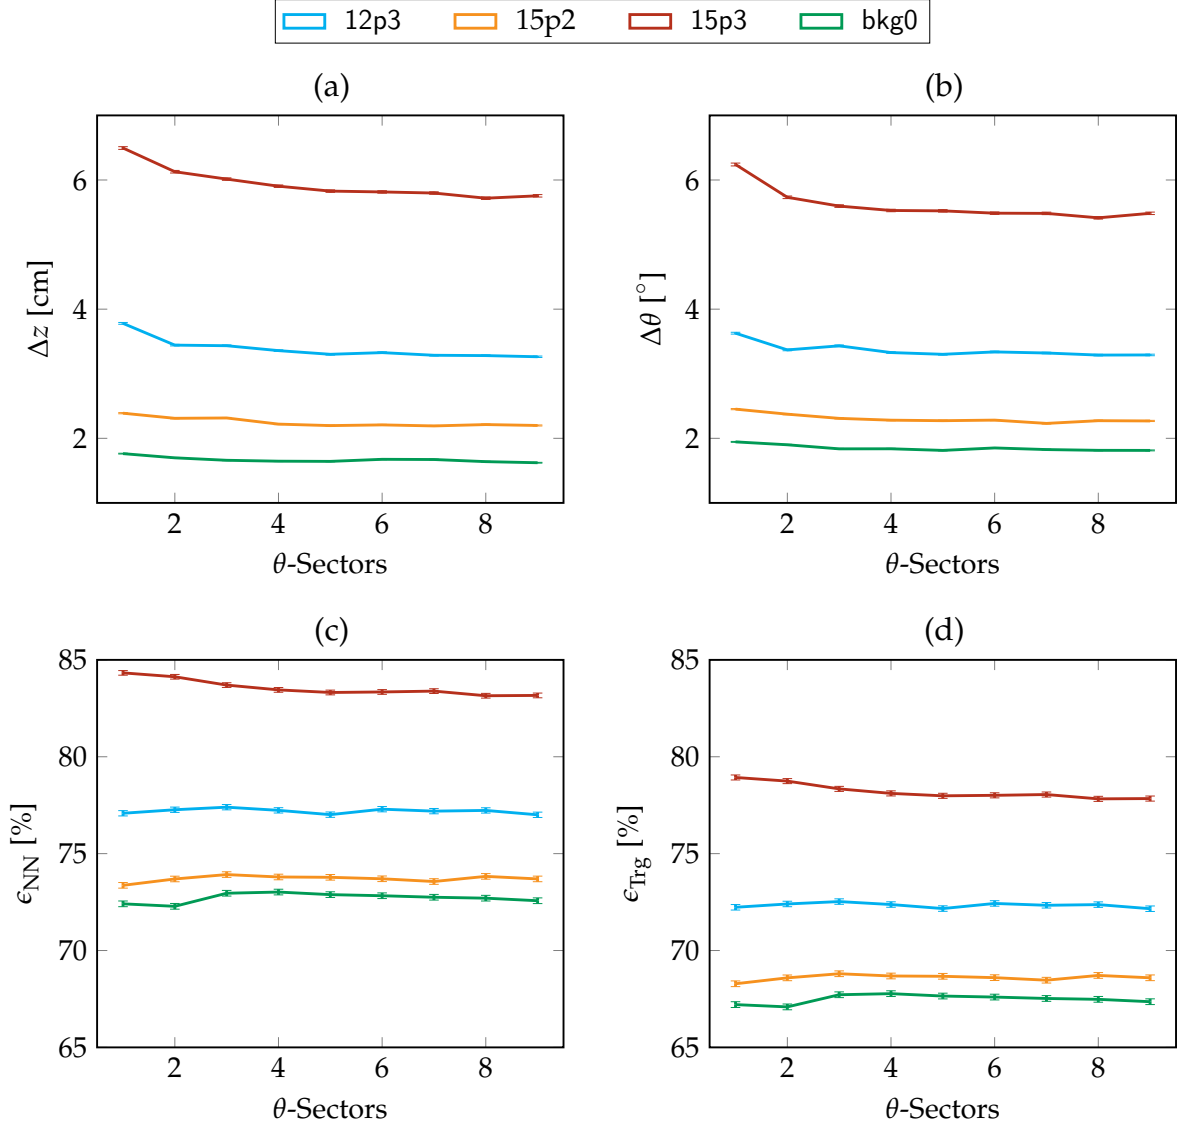 12p3 15p2 15p3 bkg0
(a)
6
4
2
Δz [cm]
2 4 6 8
θ-Sectors
(b)
6
4
2
Δθ [°]
2 4 6 8
θ-Sectors
(c)
85
80
75
70
65
ϵNN [%]
2 4 6 8
θ-Sectors
(d)
85
80
75
70
65
ϵTrg [%]
2 4 6 8
θ-Sectors